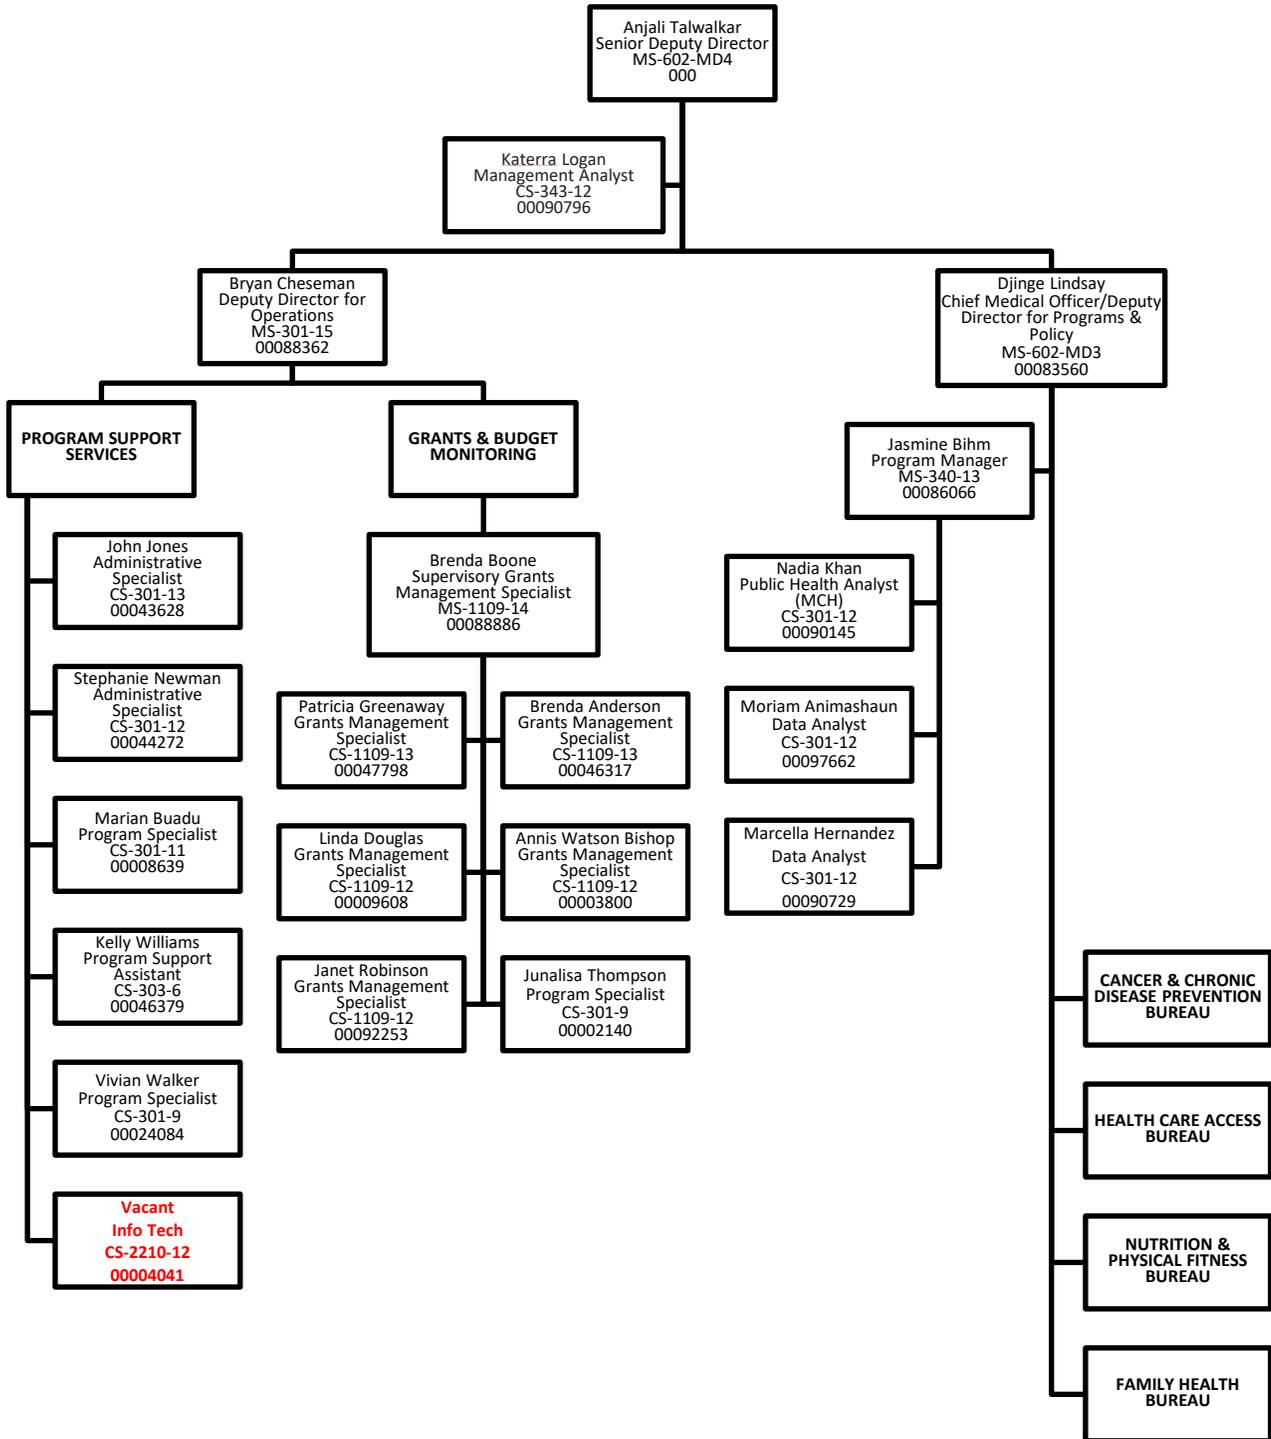 Anjali Talwalkar
Senior Deputy Director
MS-602-MD4
000
Katerra Logan
Management Analyst
CS-343-12
00090796
Bryan Cheseman
Deputy Director for
Operations
MS-301-15
00088362
Djinge Lindsay
Chief Medical Officer/Deputy
Director for Programs &
Policy
MS-602-MD3
00083560
PROGRAM SUPPORT
SERVICES
GRANTS & BUDGET
MONITORING
Jasmine Bihm
Program Manager
MS-340-13
00086066
John Jones
Administrative
Specialist
CS-301-13
00043628
Stephanie Newman
Administrative
Specialist
CS-301-12
00044272
Marian Buadu
Program Specialist
CS-301-11
00008639
Kelly Williams
Program Support
Assistant
CS-303-6
00046379
Vivian Walker
Program Specialist
CS-301-9
00024084
Vacant
Info Tech
CS-2210-12
00004041
Brenda Boone
Supervisory Grants
Management Specialist
MS-1109-14
00088886
Patricia Greenaway
Grants Management
Specialist
CS-1109-13
00047798
Brenda Anderson
Grants Management
Specialist
CS-1109-13
00046317
Linda Douglas
Grants Management
Specialist
CS-1109-12
00009608
Annis Watson Bishop
Grants Management
Specialist
CS-1109-12
00003800
Janet Robinson
Grants Management
Specialist
CS-1109-12
00092253
Junalisa Thompson
Program Specialist
CS-301-9
00002140
Nadia Khan
Public Health Analyst
(MCH)
CS-301-12
00090145
Moriam Animashaun
Data Analyst
CS-301-12
00097662
Marcella Hernandez
Data Analyst
CS-301-12
00090729
CANCER & CHRONIC
DISEASE PREVENTION
BUREAU
HEALTH CARE ACCESS
BUREAU
NUTRITION &
PHYSICAL FITNESS
BUREAU
FAMILY HEALTH
BUREAU